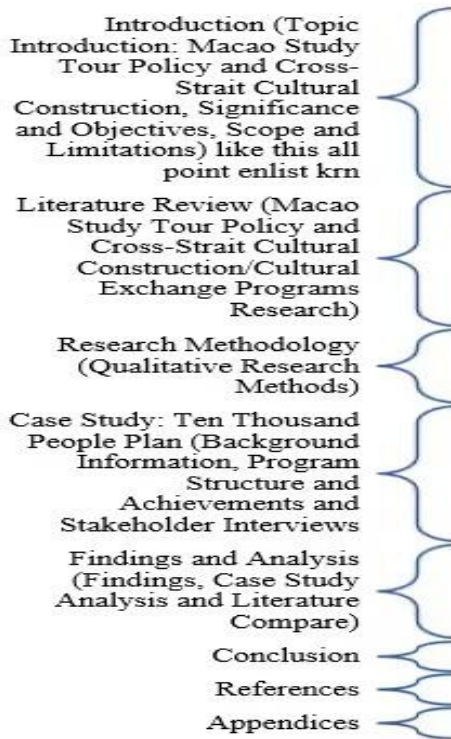 Introduction (Topic
Introduction: Macao Study
Tour Policy and Cross-
Strait Cultural
Construction, Significance
and Objectives, Scope and
Limitations) like this all
point enlist krn
Literature Review (Macao
Study Tour Policy and
Cross-Strait Cultural
Construction/Cultural
Exchange Programs
Research)
Research Methodology
(Qualitative Research
Methods)
Case Study: Ten Thousand
People Plan (Background
Information, Program
Structure and
Achievements and
Stakeholder Interviews
Findings and Analysis
(Findings, Case Study
Analysis and Literature
Compare)
Conclusion
References
Appendices